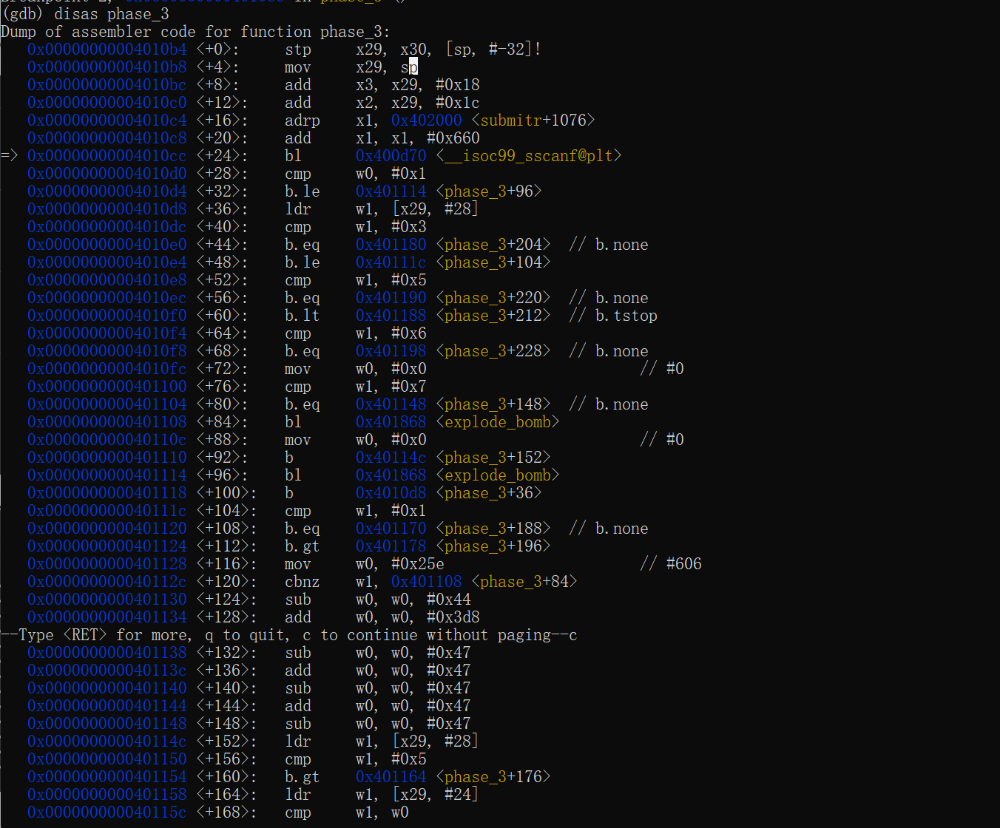 (gdb) disas phase_3
Dump of assembler code for function phase_3:
0x00000000004010b4 <+0>: stp x29, x30, [sp, #-32]!
0x00000000004010b8 <+4>: mov x29, sp
0x00000000004010bc <+8>: add x3, x29, #0x18
0x00000000004010c0 <+12>: add x2, x29, #0x1c
0x00000000004010c4 <+16>: adrp x1, 0x402000 <submitr+1076>
0x00000000004010c8 <+20>: add x1, x1, #0x660
=> 0x00000000004010cc <+24>: bl 0x400d70 <__isoc99_sscanf@plt>
0x00000000004010d0 <+28>: cmp w0, #0x1
0x00000000004010d4 <+32>: b.le 0x401114 <phase_3+96>
0x00000000004010d8 <+36>: ldr w1, [x29, #28]
0x00000000004010dc <+40>: cmp w1, #0x3
0x00000000004010e0 <+44>: b.eq 0x401180 <phase_3+204> // b.none
0x00000000004010e4 <+48>: b.le 0x40111c <phase_3+104>
0x00000000004010e8 <+52>: cmp w1, #0x5
0x00000000004010ec <+56>: b.eq 0x401190 <phase_3+220> // b.none
0x00000000004010f0 <+60>: b.lt 0x401188 <phase_3+212> // b.tstop
0x00000000004010f4 <+64>: cmp w1, #0x6
0x00000000004010f8 <+68>: b.eq 0x401198 <phase_3+228> // b.none
0x00000000004010fc <+72>: mov w0, #0x0 // #0
0x0000000000401100 <+76>: cmp w1, #0x7
0x0000000000401104 <+80>: b.eq 0x401148 <phase_3+148> // b.none
0x0000000000401108 <+84>: bl 0x401868 <explode_bomb>
0x000000000040110c <+88>: mov w0, #0x0 // #0
0x0000000000401110 <+92>: b 0x40114c <phase_3+152>
0x0000000000401114 <+96>: bl 0x401868 <explode_bomb>
0x0000000000401118 <+100>: b 0x4010d8 <phase_3+36>
0x000000000040111c <+104>: cmp w1, #0x1
0x0000000000401120 <+108>: b.eq 0x401170 <phase_3+188> // b.none
0x0000000000401124 <+112>: b.gt 0x401178 <phase_3+196>
0x0000000000401128 <+116>: mov w0, #0x25e // #606
0x000000000040112c <+120>: cbnz w1, 0x401108 <phase_3+84>
0x0000000000401130 <+124>: sub w0, w0, #0x44
0x0000000000401134 <+128>: add w0, w0, #0x3d8
--Type <RET> for more, q to quit, c to continue without paging--c
0x0000000000401138 <+132>: sub w0, w0, #0x47
0x000000000040113c <+136>: add w0, w0, #0x47
0x0000000000401140 <+140>: sub w0, w0, #0x47
0x0000000000401144 <+144>: add w0, w0, #0x47
0x0000000000401148 <+148>: sub w0, w0, #0x47
0x000000000040114c <+152>: ldr w1, [x29, #28]
0x0000000000401150 <+156>: cmp w1, #0x5
0x0000000000401154 <+160>: b.gt 0x401164 <phase_3+176>
0x0000000000401158 <+164>: ldr w1, [x29, #24]
0x000000000040115c <+168>: cmp w1, w0